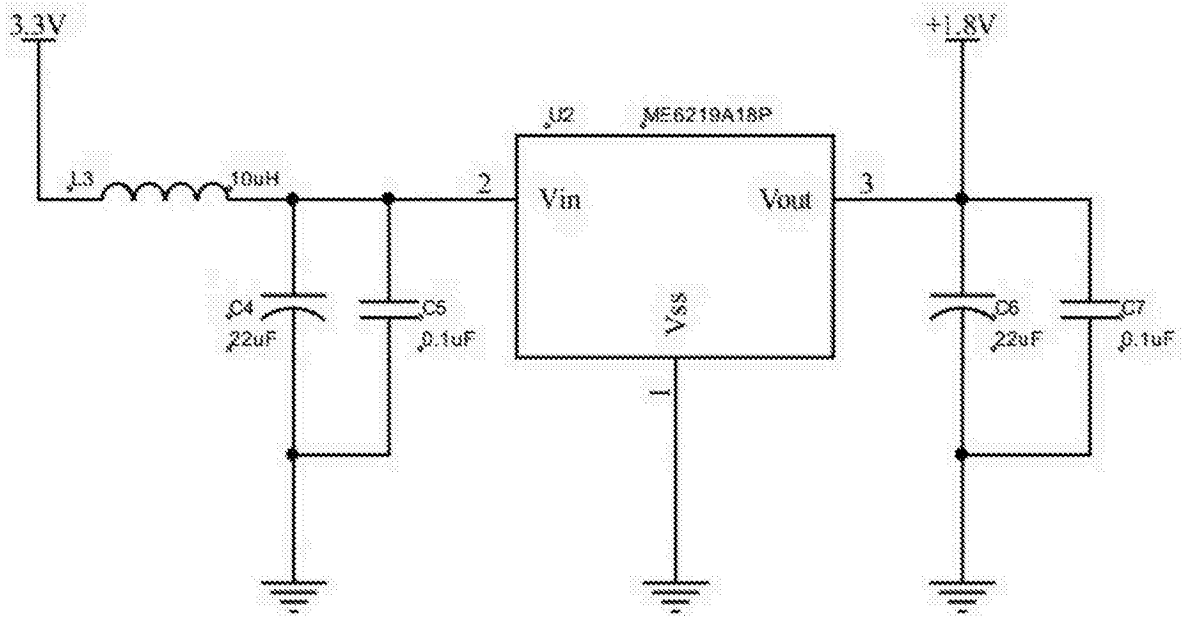 3.3V
+1.8V
U2
ME6219A18P
L3
10uH
2
Vin
Vout
3
C4
22uF
C5
0.1uF
Vss
1
C6
22uF
C7
0.1uF